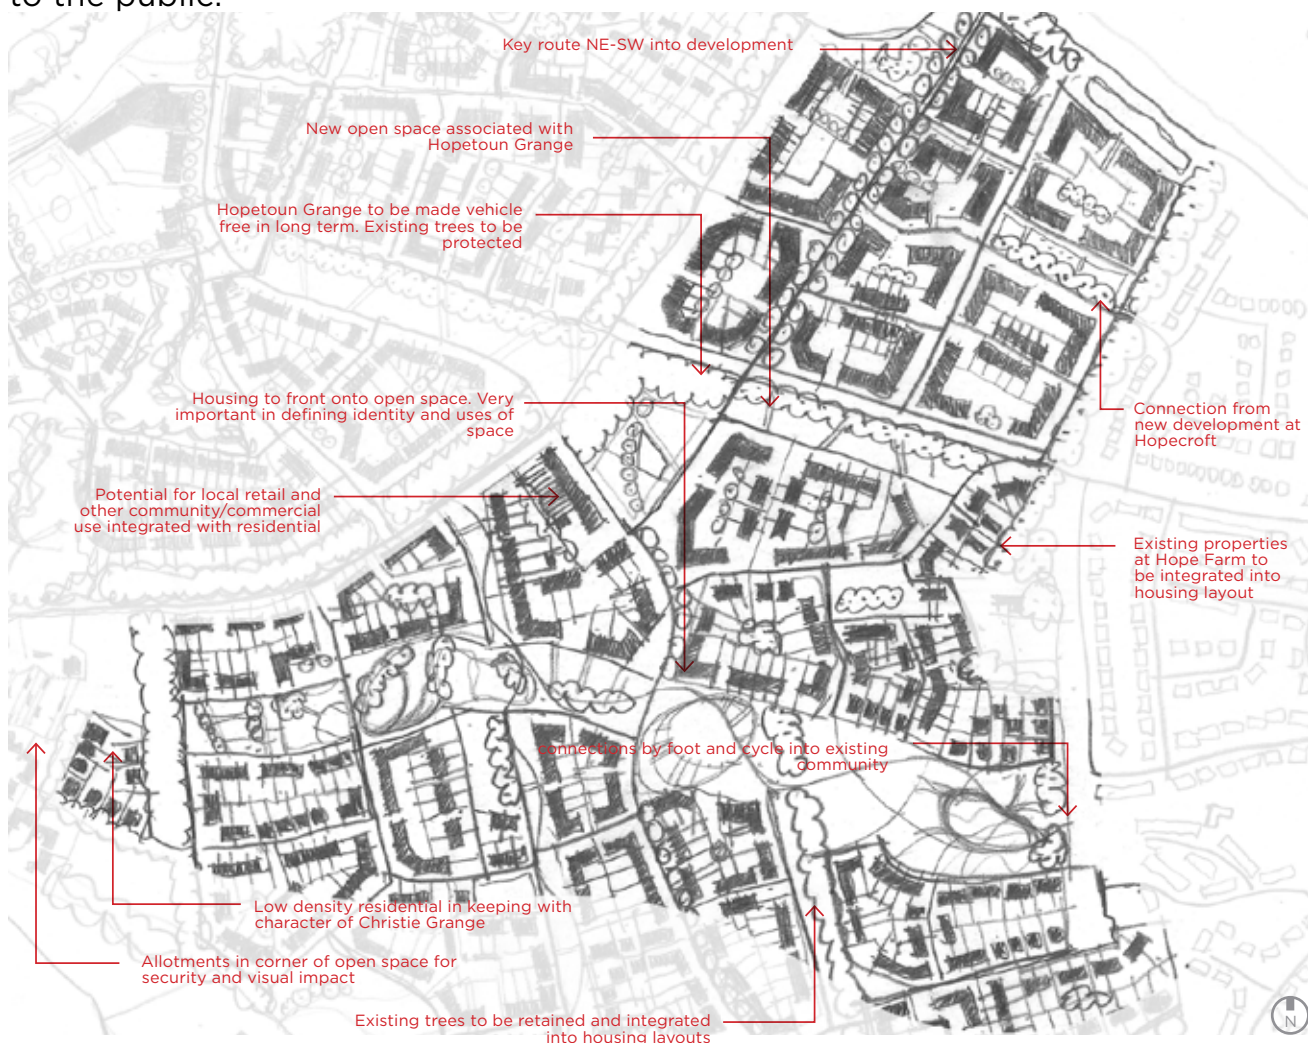 to the public.
Key route NE-SW into development
New open space associated with
Hopetoun Grange
Hopetoun Grange to be made vehicle
free in long term. Existing trees to be
protected
Housing to front onto open space. Very
important in defining identity and uses of
space
Connection from
new development at
Hopecroft
Potential for local retail and
other community/commercial
use integrated with residential
Existing properties
at Hope Farm to
be integrated into
housing layout
connections by foot and cycle into existing
community
Low density residential in keeping with
character of Christie Grange
Allotments in corner of open space for
security and visual impact
Existing trees to be retained and integrated
into housing layouts
N